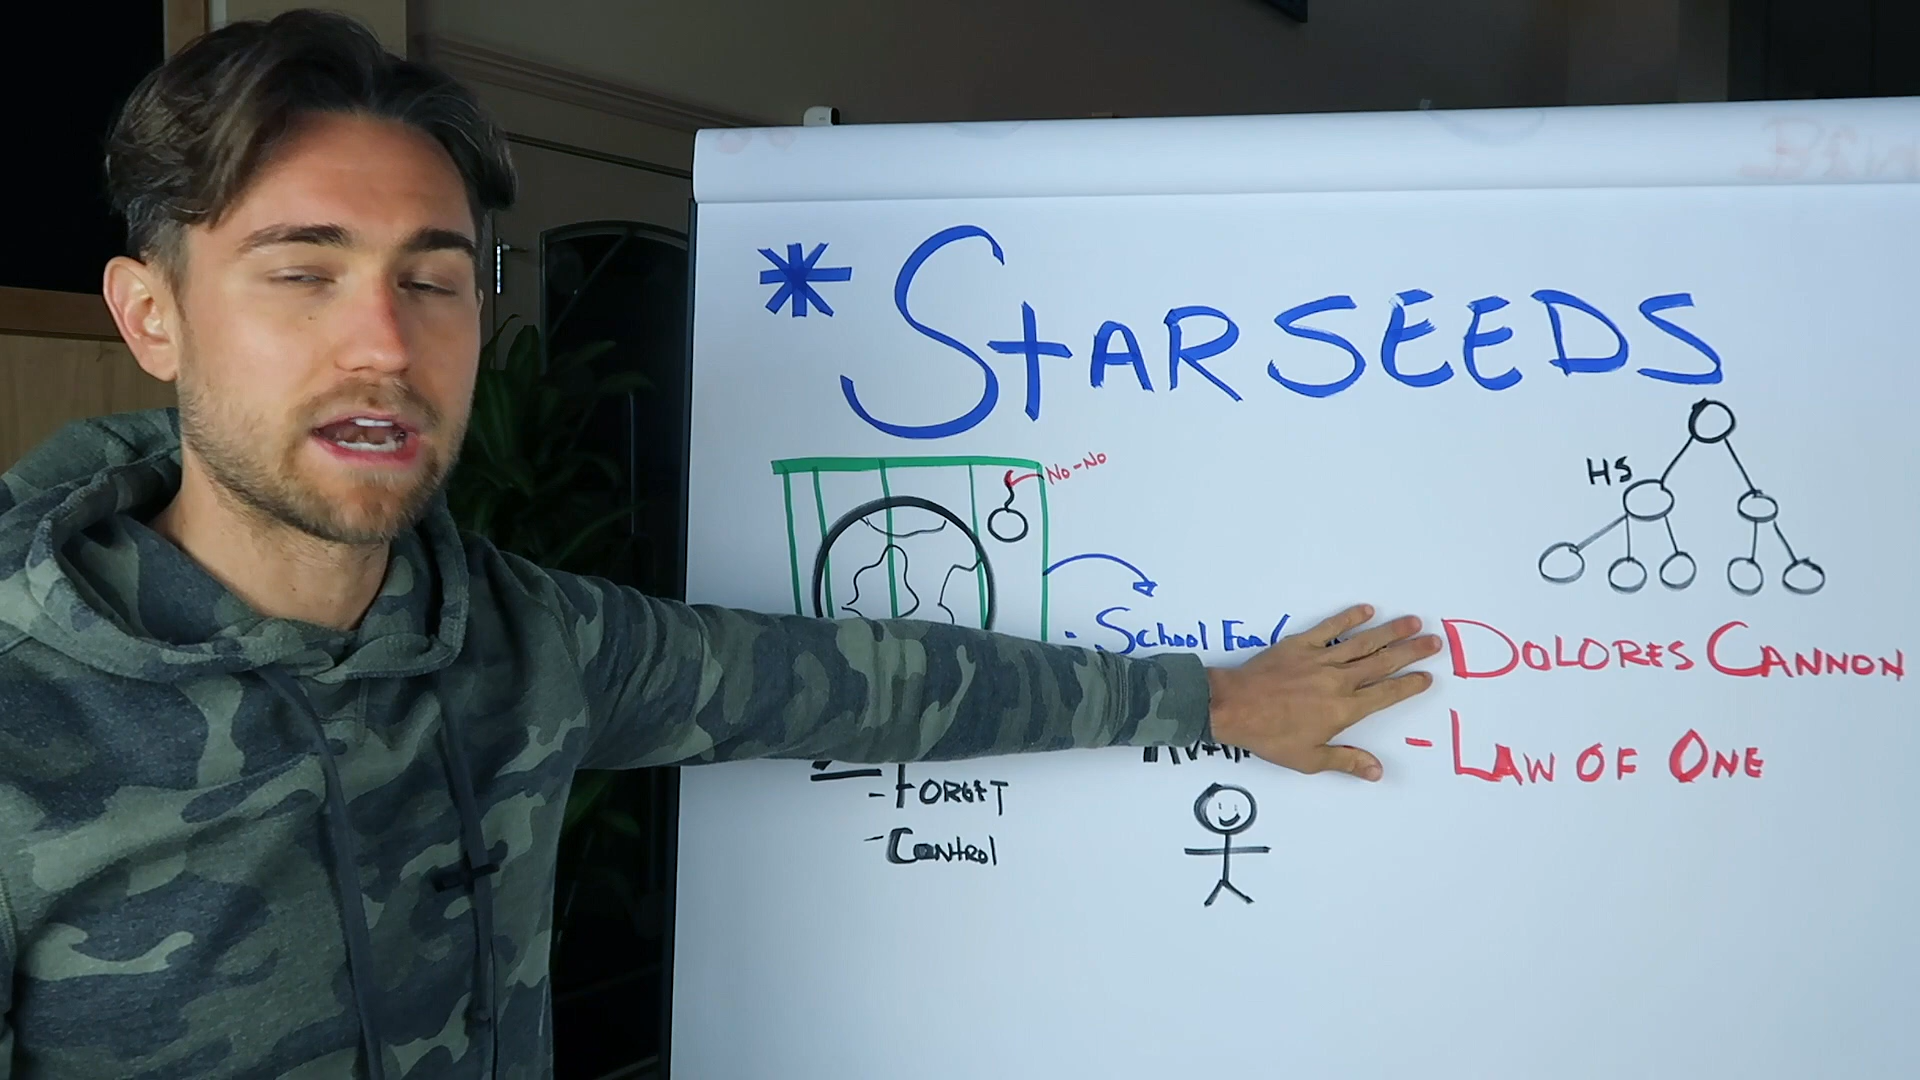 * STARSEEDS
No-No
HS
- School For
DOLORES CANNON
- LAW OF ONE
- FORGET
- CONTROL